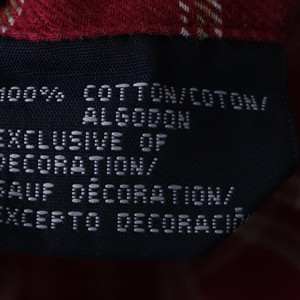 100% COTTON/COTON/
ALGODON
EXCLUSIVE OF
DECORATION/
SAUF DÉCORATION/
EXCEPTO DECORACIÓ